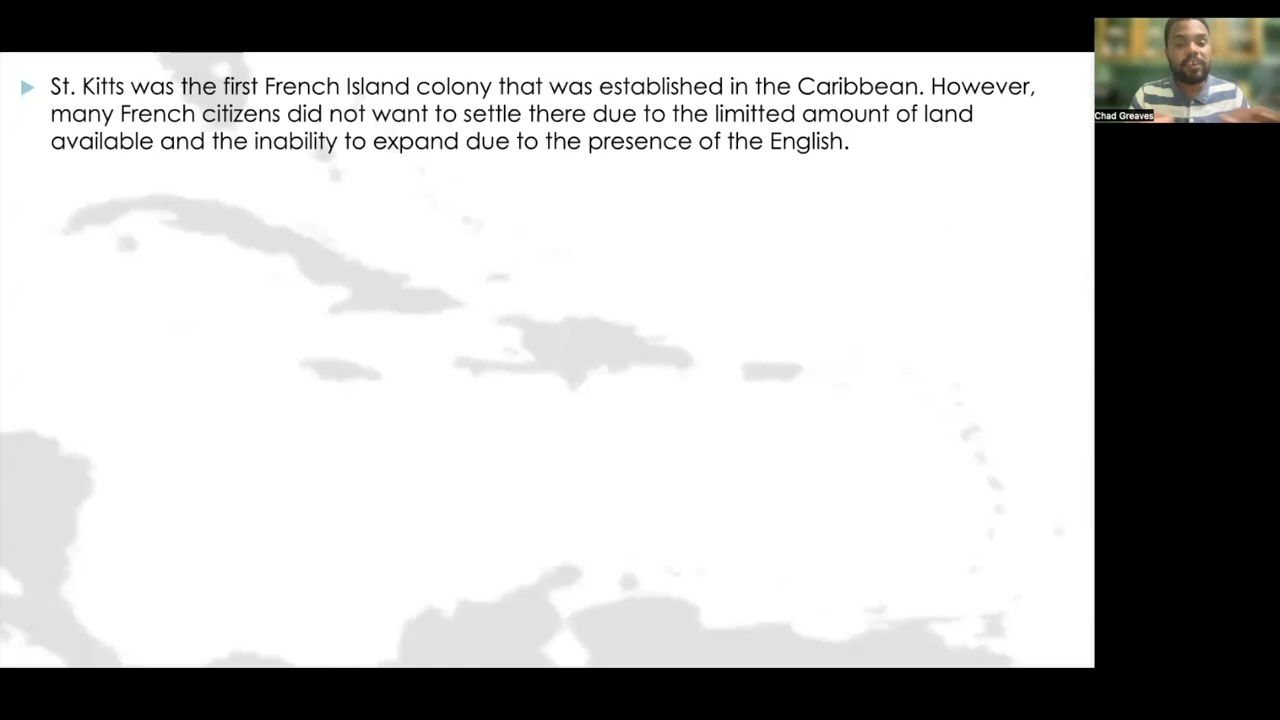 St. Kitts was the first French Island colony that was established in the Caribbean. However,
many French citizens did not want to settle there due to the limitted amount of land
available and the inability to expand due to the presence of the English.
Chad Greaves